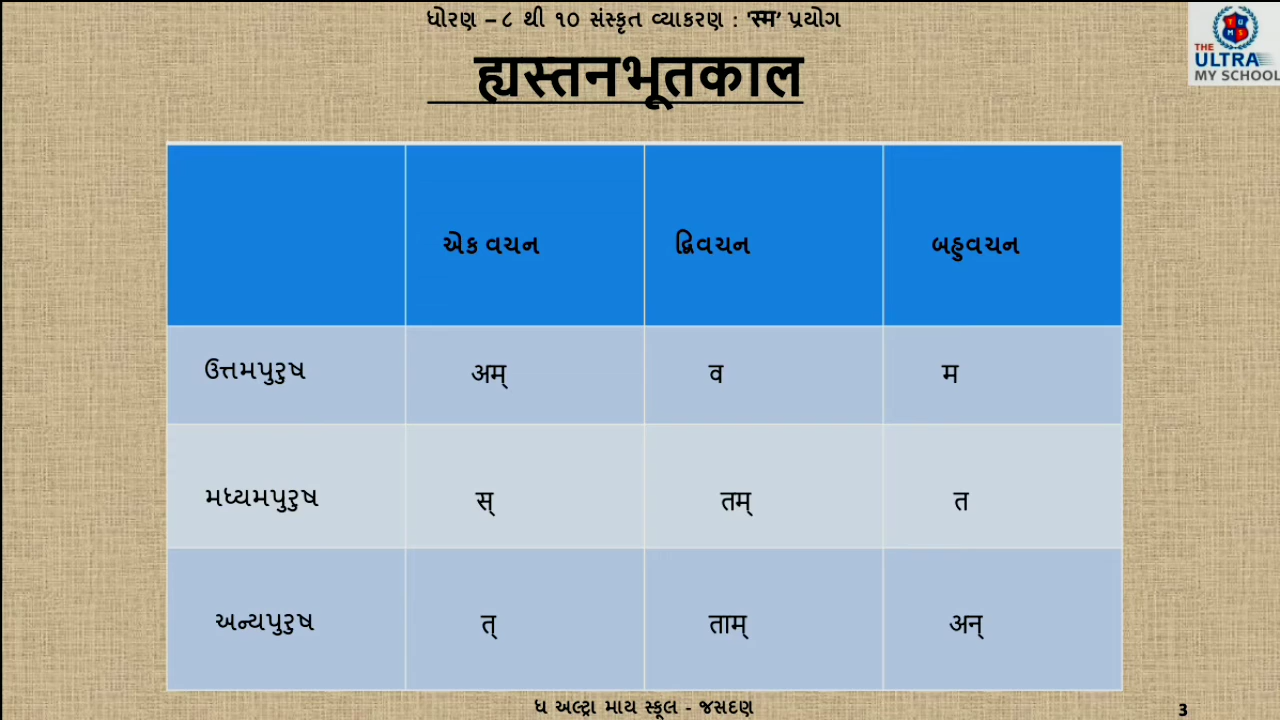 ધોરણ – ૮ થી ૧૦ સંસ્કૃત વ્યાકરણ : 'स्म' પ્રયોગ
THE
ULTRA
MY SCHOOL
ह्यस्तनभूतकाल
એક વચન દ્વિવચન બહુવચન
ઉત્તમપુરુષ अम् व म
મધ્યમપુરુષ स् तम् त
અન્યપુરુષ त् ताम् अन्
ધ અલ્ટ્રા માય સ્કૂલ - જસદણ
3